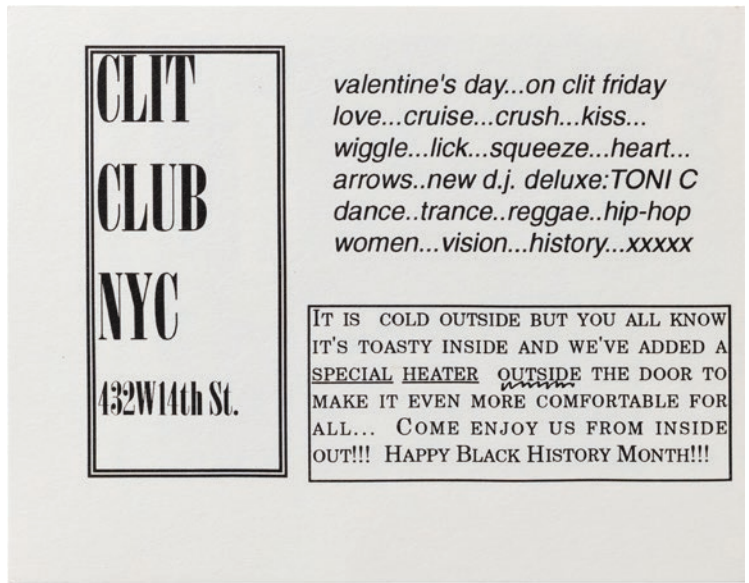 CLIT
CLUB
NYC
432W14th St.
valentine's day...on clit friday
love...cruise...crush...kiss...
wiggle...lick...squeeze...heart...
arrows..new d.j. deluxe:TONI C
dance..trance..reggae..hip-hop
women...vision...history...xxxxx
IT IS COLD OUTSIDE BUT YOU ALL KNOW
IT'S TOASTY INSIDE AND WE'VE ADDED A
SPECIAL HEATER OUTSIDE THE DOOR TO
MAKE IT EVEN MORE COMFORTABLE FOR
ALL... COME ENJOY US FROM INSIDE
OUT!!! HAPPY BLACK HISTORY MONTH!!!